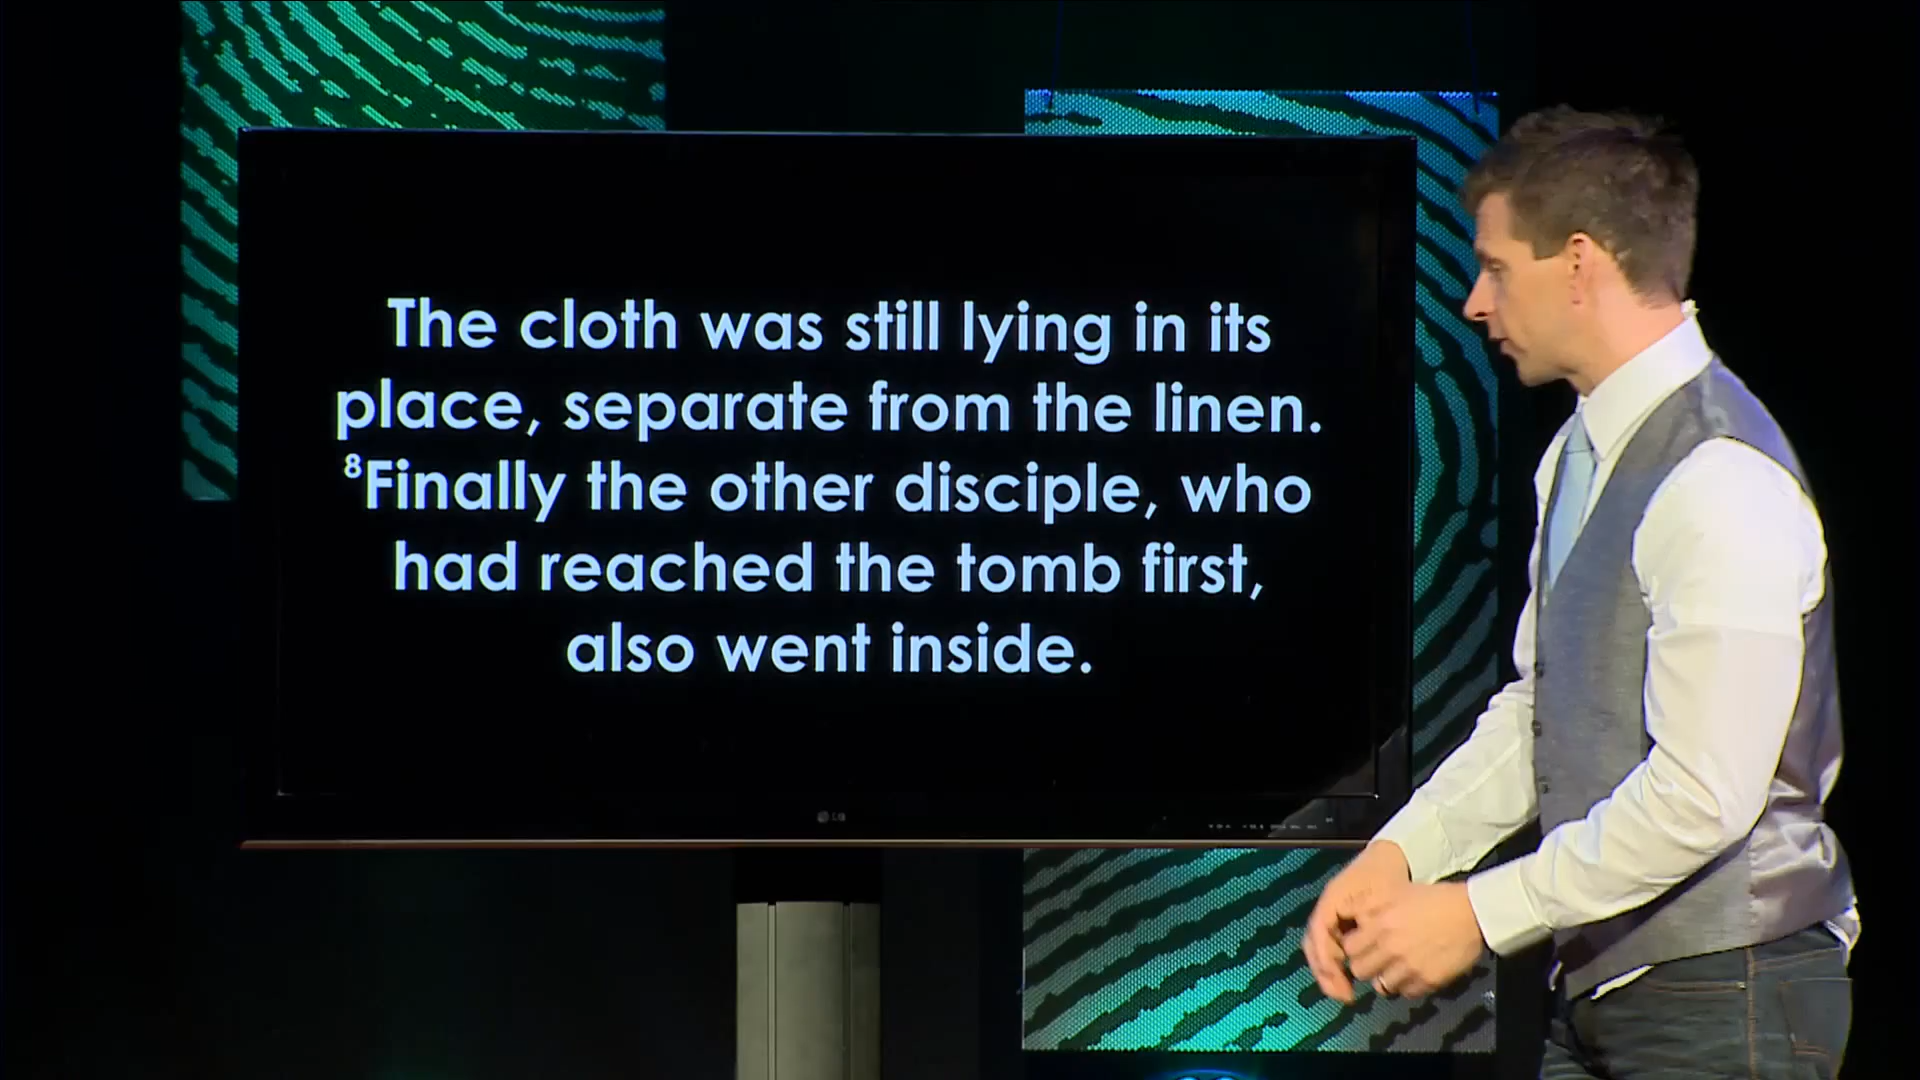 The cloth was still lying in its
place, separate from the linen.
⁸Finally the other disciple, who
had reached the tomb first,
also went inside.
LG